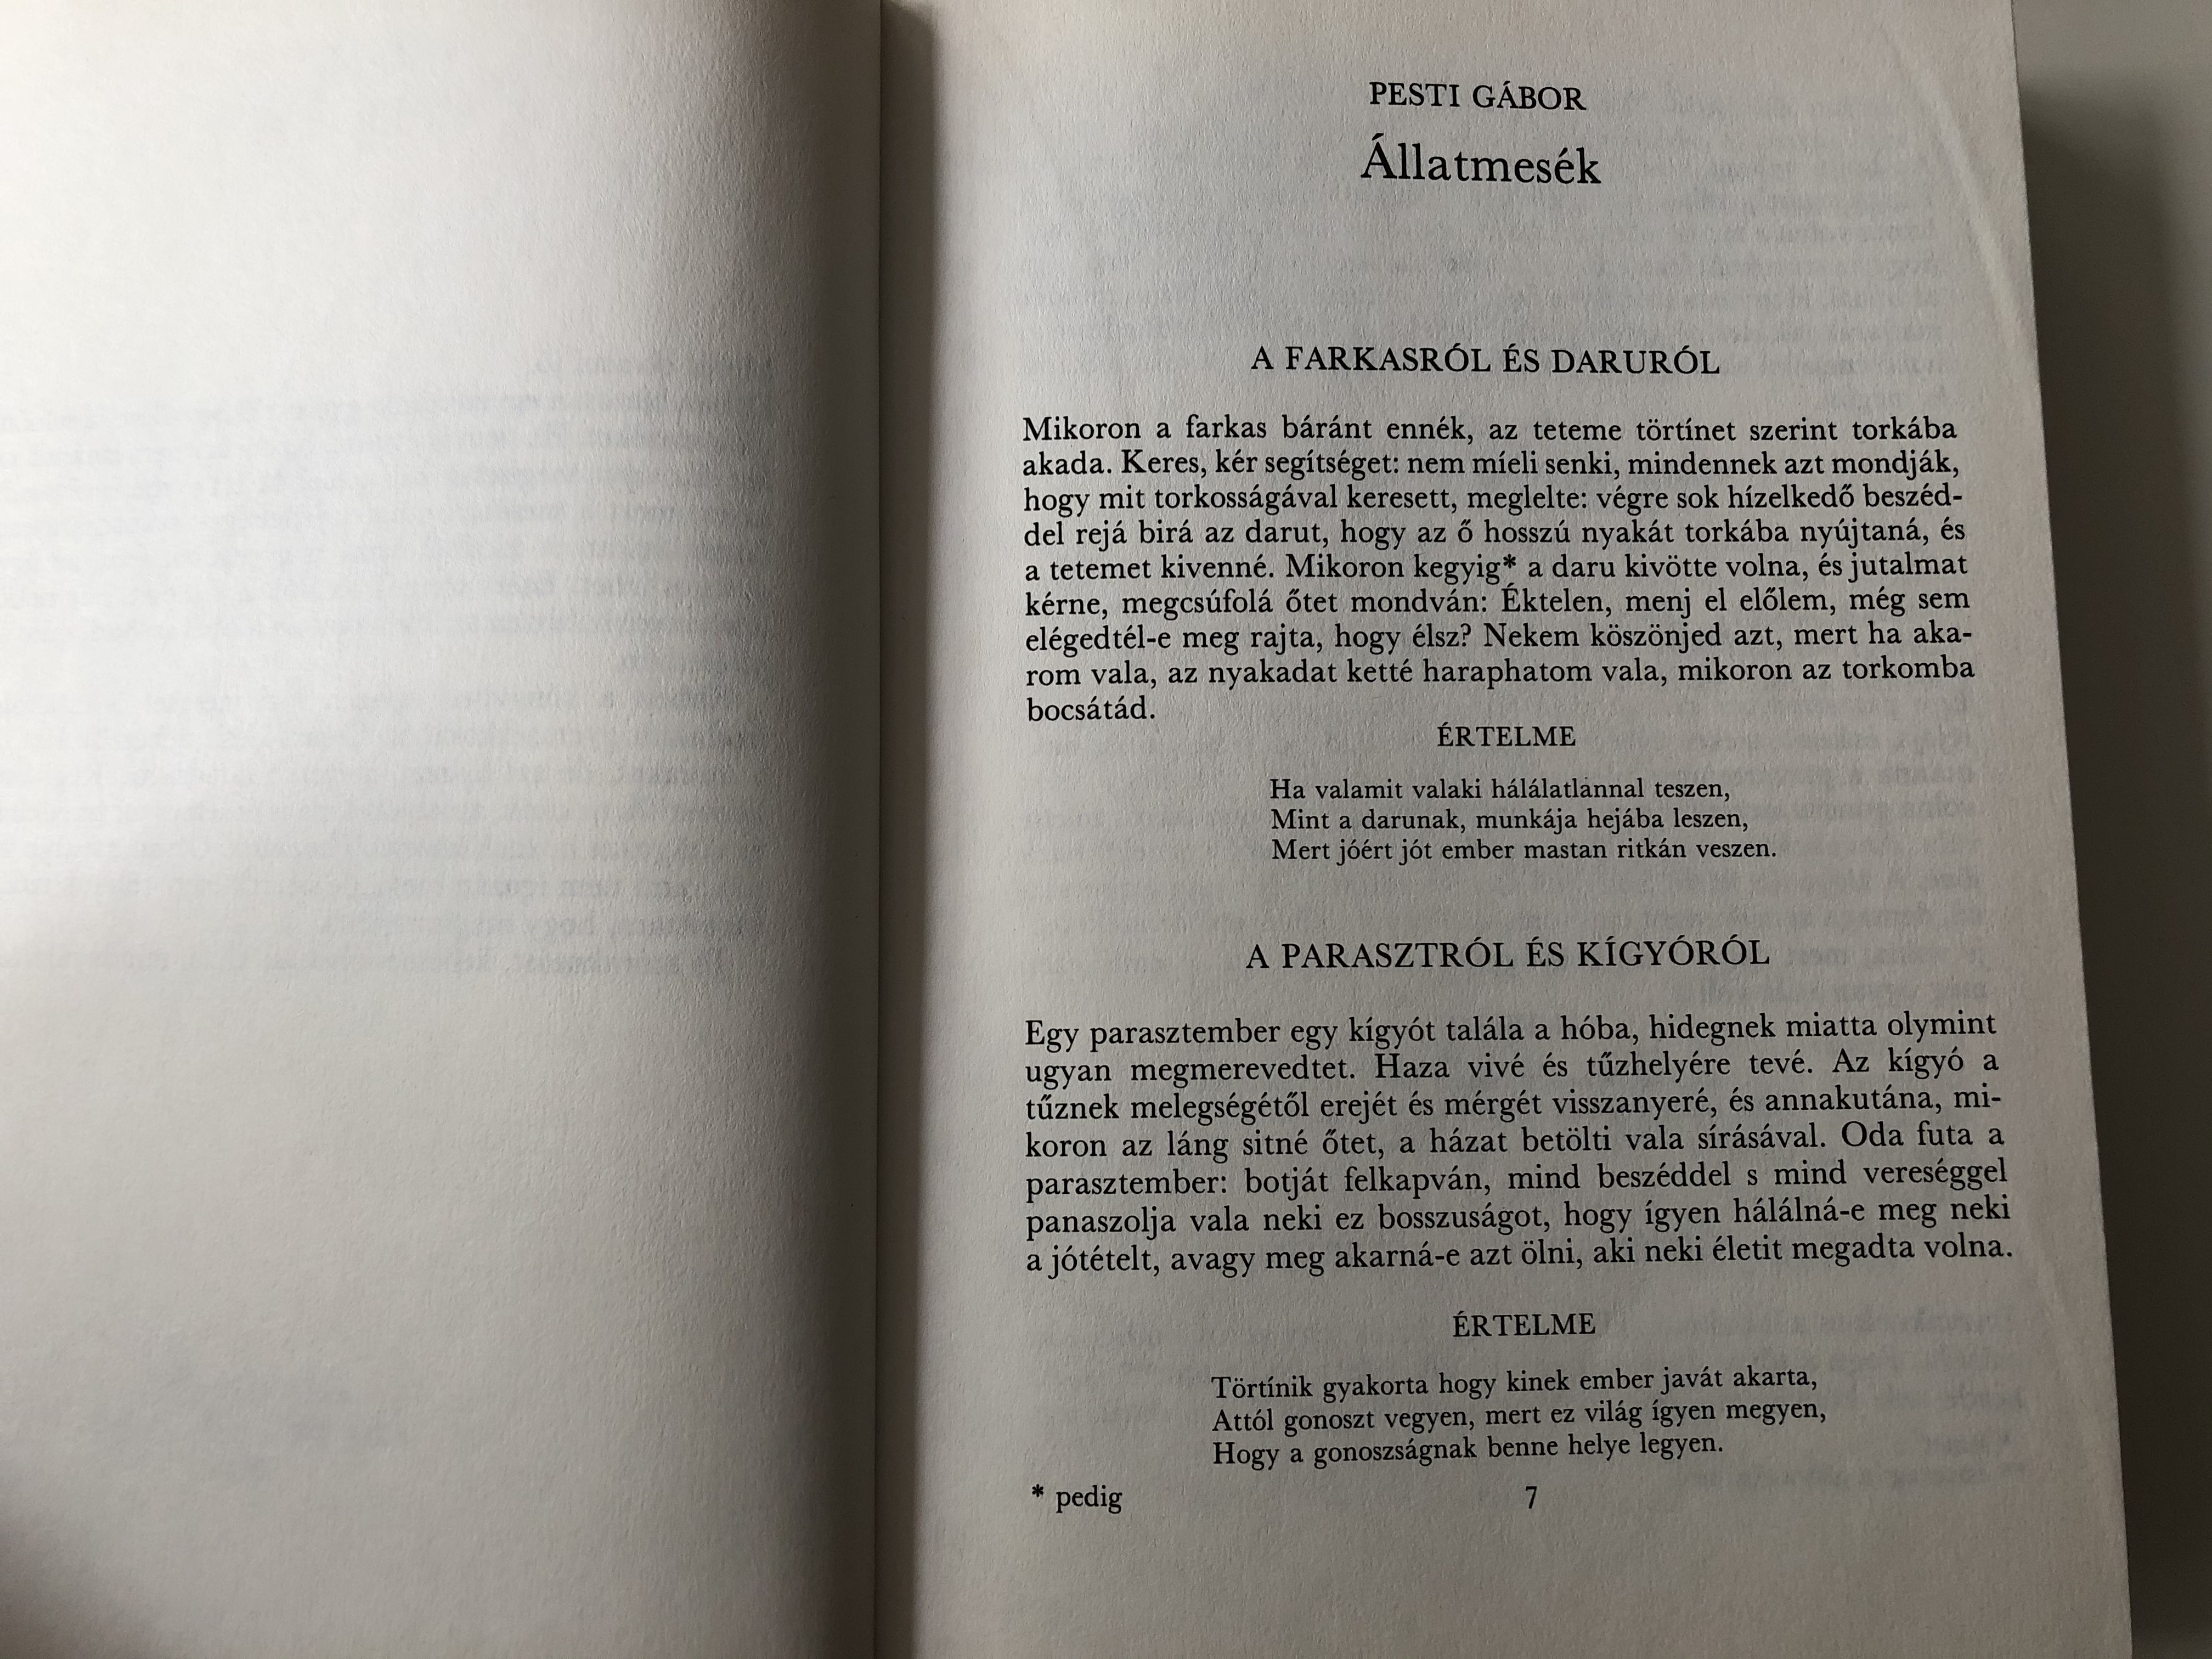 PESTI GÁBOR
Állatmesék
A FARKASRÓL ÉS DARURÓL
Mikoron a farkas báránt ennék, az teteme törtínet szerint torkába
akada. Keres, kér segítséget: nem míeli senki, mindennek azt mondják,
hogy mit torkosságával keresett, meglelte: végre sok hízelkedő beszéd-
del rejá birá az darut, hogy az ő hosszú nyakát torkába nyújtaná, és
a tetemet kivenné. Mikoron kegyig* a daru kivötte volna, és jutalmat
kérne, megcsúfolá őtet mondván: Éktelen, menj el előlem, még sem
elégedtél-e meg rajta, hogy élsz? Nekem köszönjed azt, mert ha aka-
rom vala, az nyakadat ketté haraphatom vala, mikoron az torkomba
bocsátád.
ÉRTELME
Ha valamit valaki hálálatlannal teszen,
Mint a darunak, munkája hejába leszen,
Mert jóért jót ember mastan ritkán veszen.
A PARASZTRÓL ÉS KÍGYÓRÓL
Egy parasztember egy kígyót talála a hóba, hidegnek miatta olymint
ugyan megmerevedtet. Haza vivé és tűzhelyére tevé. Az kígyó a
tűznek melegségétől erejét és mérgét visszanyeré, és annakutána, mi-
koron az láng sitné őtet, a házat betölti vala sírásával. Oda futa a
parasztember: botját felkapván, mind beszéddel s mind vereséggel
panaszolja vala neki ez bosszuságot, hogy ígyen hálálná-e meg neki
a jótételt, avagy meg akarná-e azt ölni, aki neki életit megadta volna.
ÉRTELME
Törtínik gyakorta hogy kinek ember javát akarta,
Attól gonoszt vegyen, mert ez világ ígyen megyen,
Hogy a gonoszságnak benne helye legyen.
* pedig
7